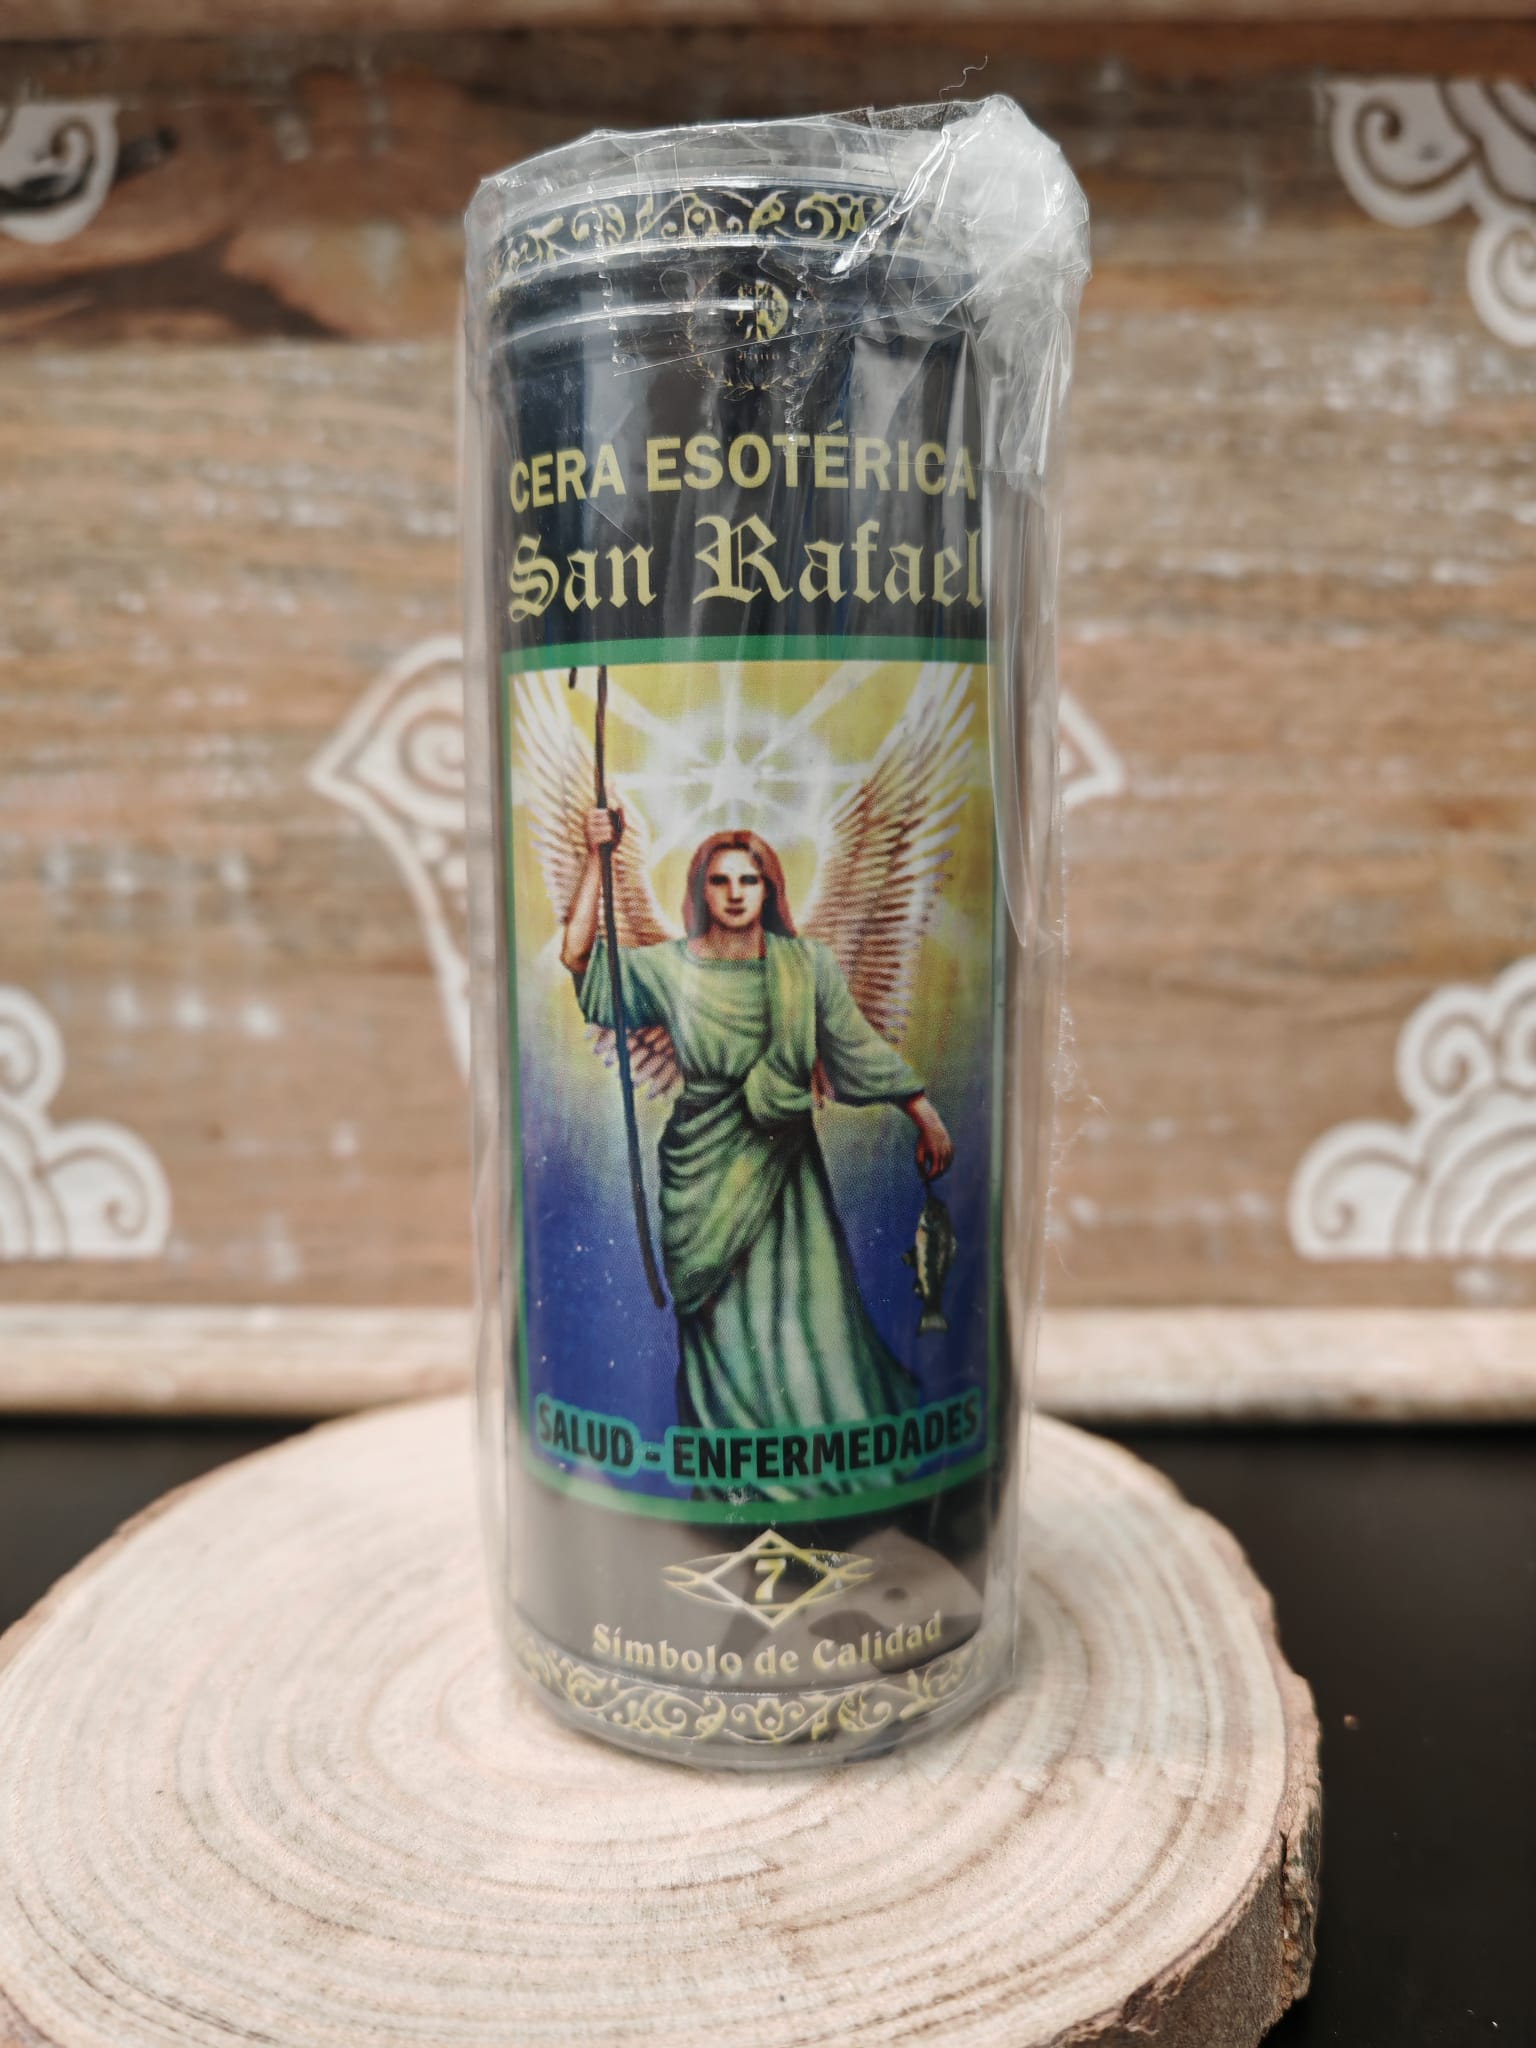 CERA ESOTÉRICA
San Rafael
SALUD - ENFERMEDADES
7
Símbolo de Calidad